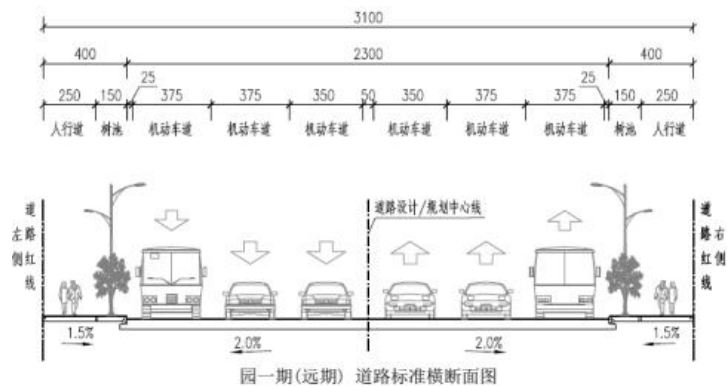 3100
400 2300 400
25 25
250 150 375 375 350 50 350 375 375 150 250
人行道 树池 机动车道 机动车道 机动车道 机动车道 机动车道 机动车道 树池 人行道
道路左侧红线
道路设计/规划中心线
道路右侧红线
1.5% 2.0% 2.0% 1.5%
园一期(远期) 道路标准横断面图